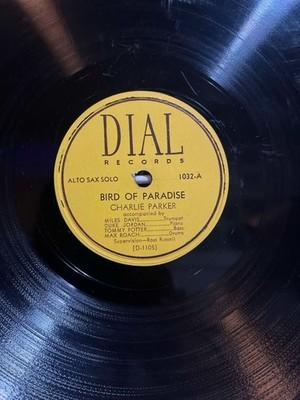 DIAL
RECORDS
ALTO SAX SOLO 1032-A
BIRD OF PARADISE
CHARLIE PARKER
accompanied by
MILES DAVIS..............Trumpet
DUKE JORDAN..............Piano
TOMMY POTTER..............Bass
MAX ROACH..............Drums
Supervision—Ross Russell
[D-1105]